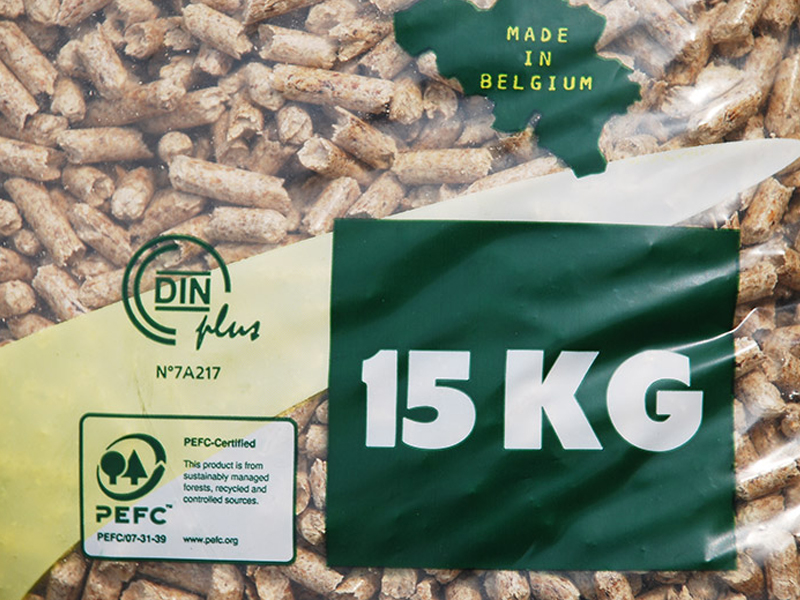 MADE
IN
BELGIUM
DIN
plus
N°7A217
15 KG
PEFC-Certified
This product is from
sustainably managed
forests, recycled and
controlled sources.
PEFC™
PEFC/07-31-39
www.pefc.org